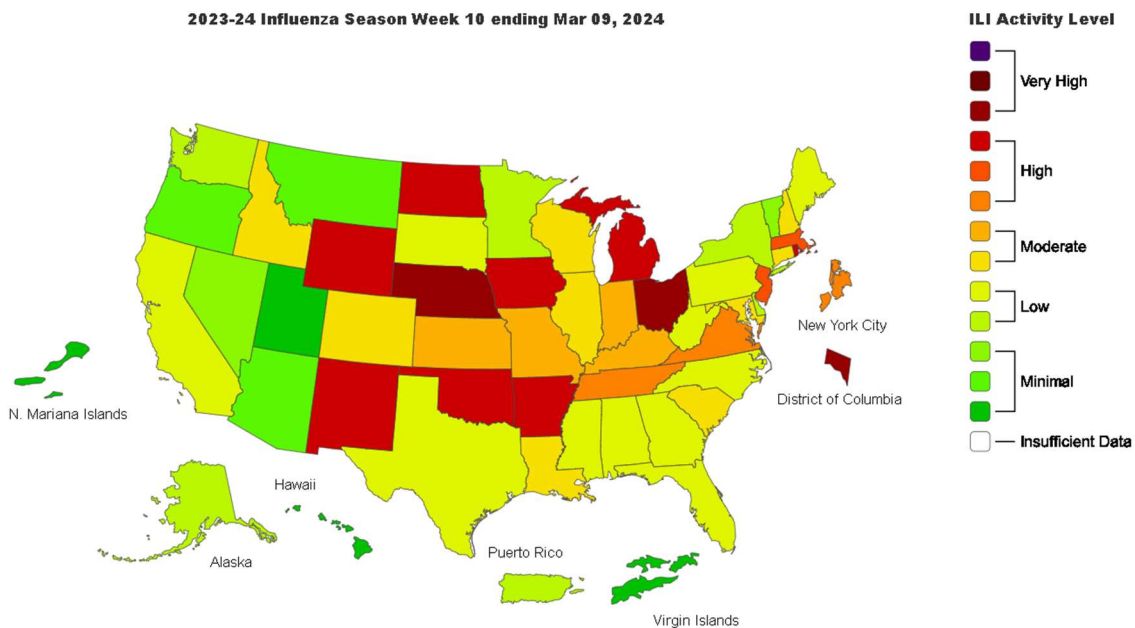 2023-24 Influenza Season Week 10 ending Mar 09, 2024
ILI Activity Level
Very High
High
Moderate
Low
Minimal
Insufficient Data
New York City
District of Columbia
N. Mariana Islands
Hawaii
Alaska
Puerto Rico
Virgin Islands